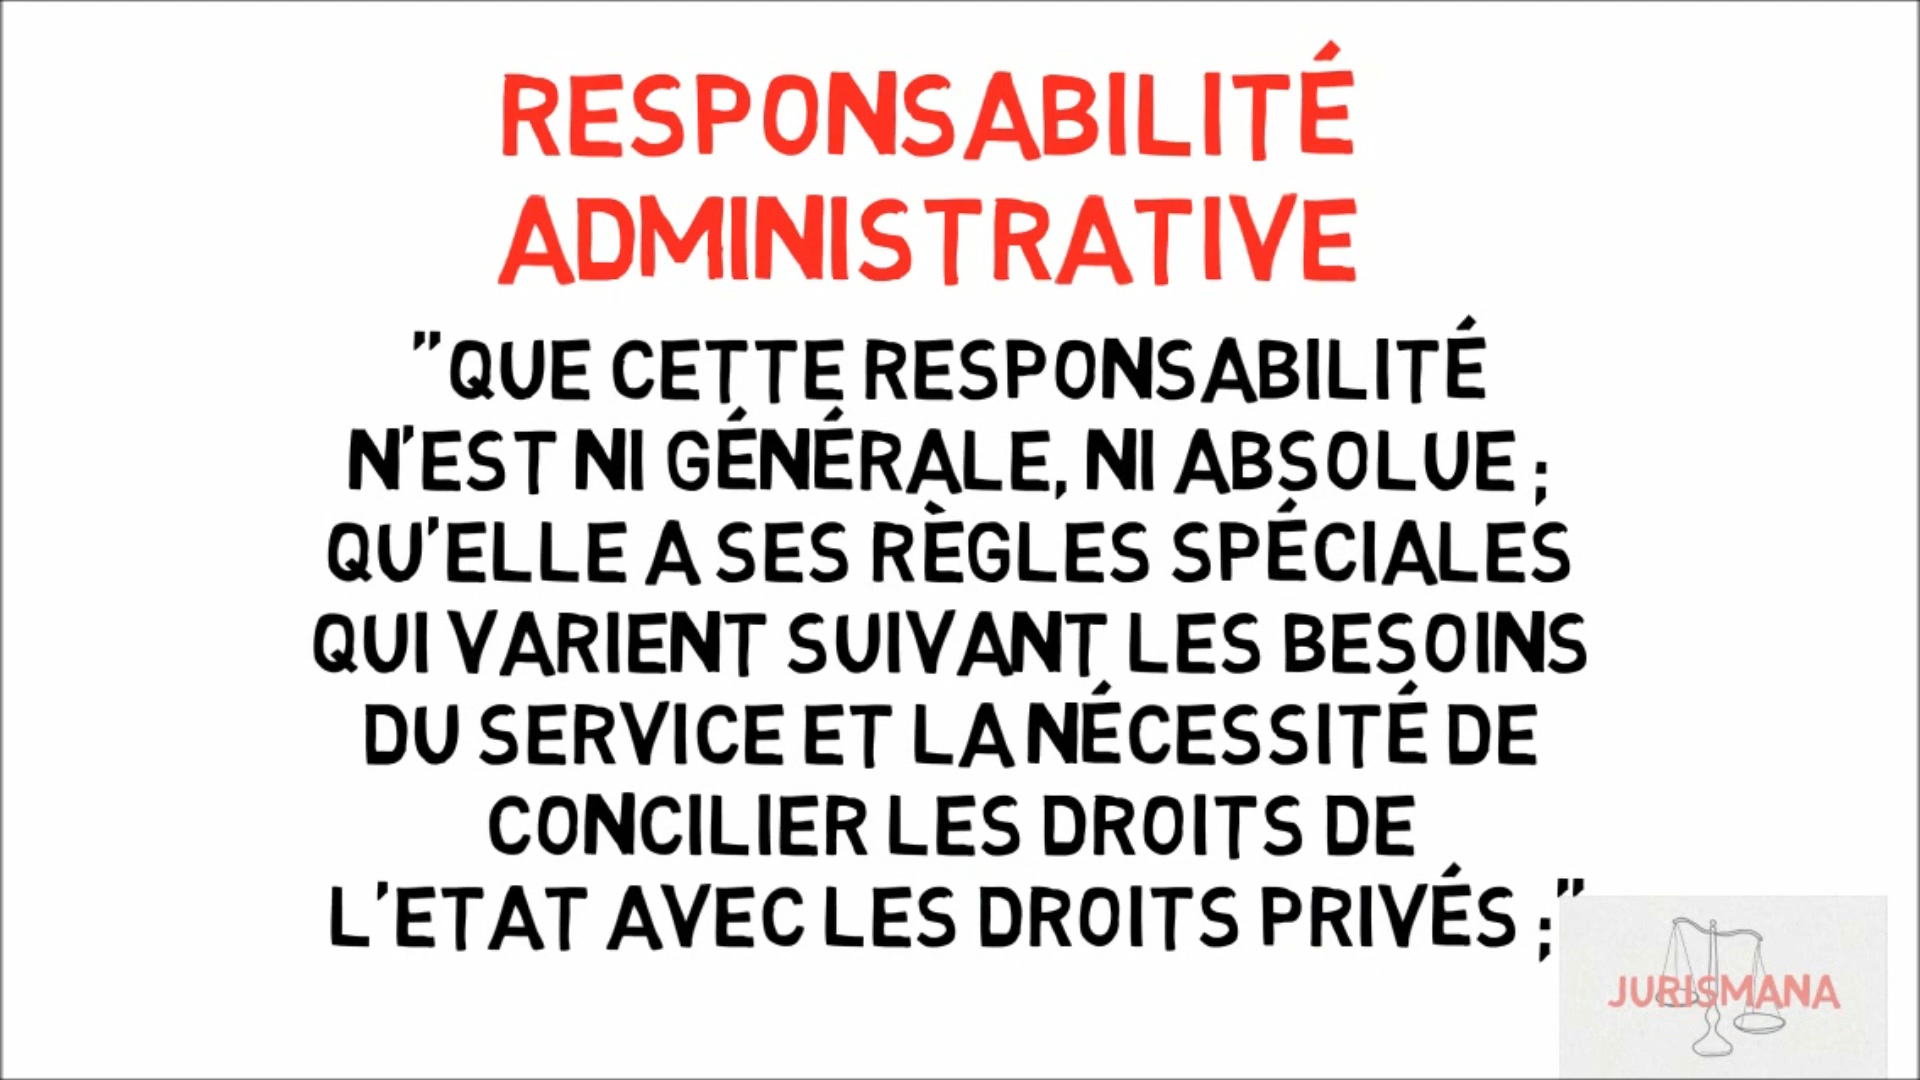 RESPONSABILITÉ
ADMINISTRATIVE
"QUE CETTE RESPONSABILITÉ
N'EST NI GÉNÉRALE, NI ABSOLUE ;
QU'ELLE A SES RÈGLES SPÉCIALES
QUI VARIENT SUIVANT LES BESOINS
DU SERVICE ET LA NÉCESSITÉ DE
CONCILIER LES DROITS DE
L'ETAT AVEC LES DROITS PRIVÉS ;"
JURISMANA